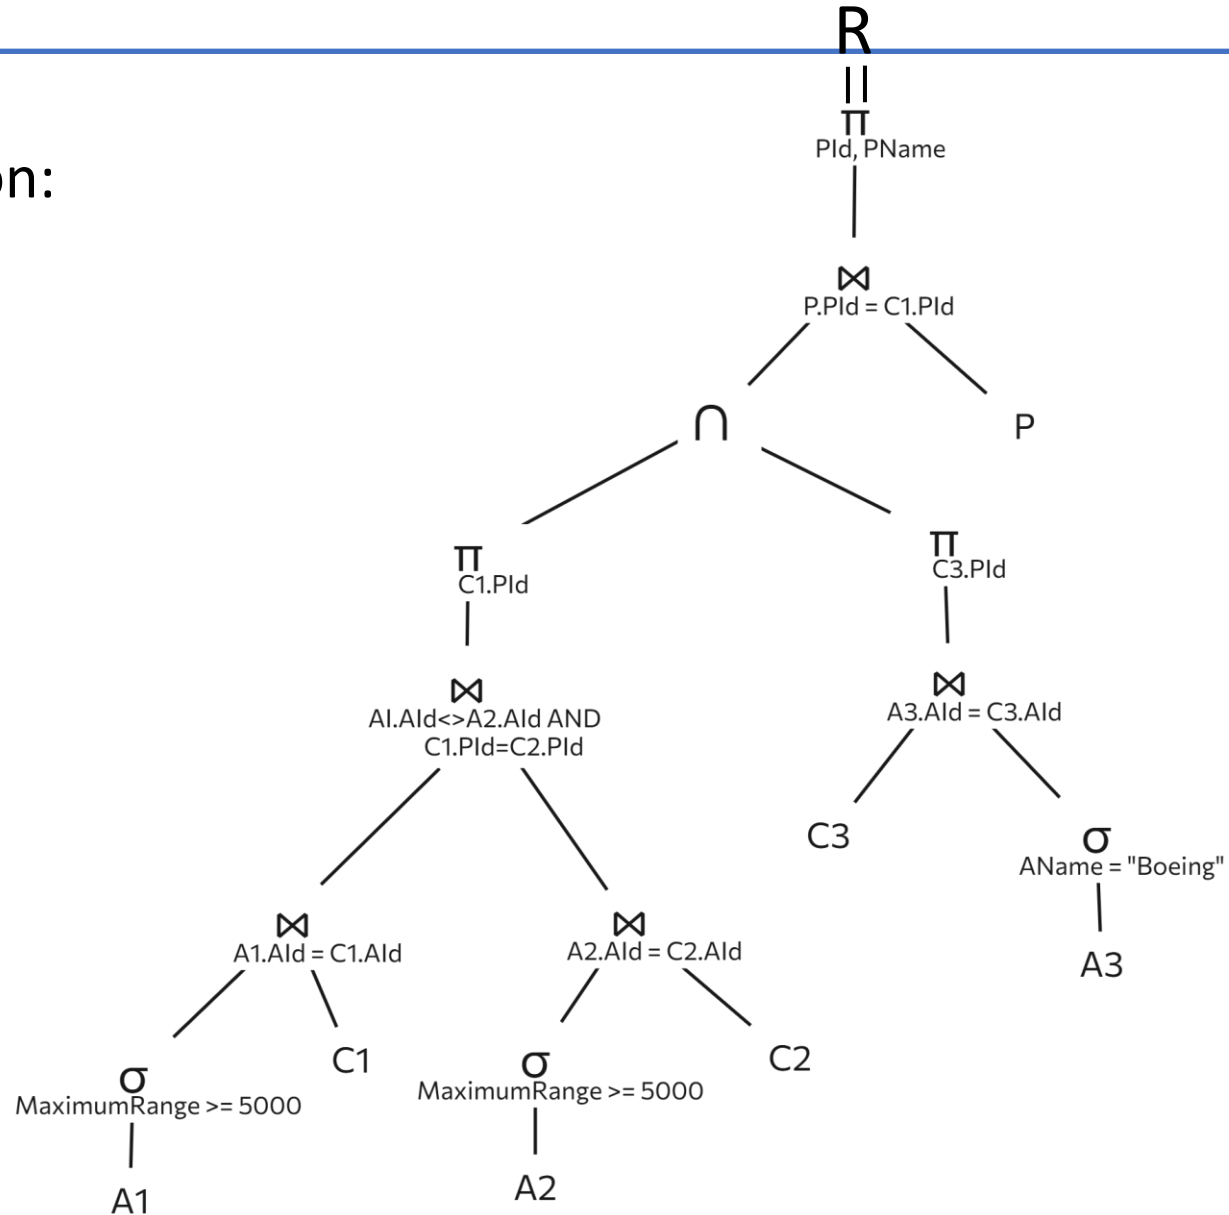 R
||
π
PId, PName
on:
⋈
P.PId = C1.PId
∩
P
π
C1.PId
π
C3.PId
⋈
AI.AId<>A2.AId AND
C1.PId=C2.PId
⋈
A3.AId = C3.AId
C3
σ
AName = "Boeing"
A3
⋈
A1.AId = C1.AId
⋈
A2.AId = C2.AId
C1
C2
σ
MaximumRange >= 5000
σ
MaximumRange >= 5000
A1
A2